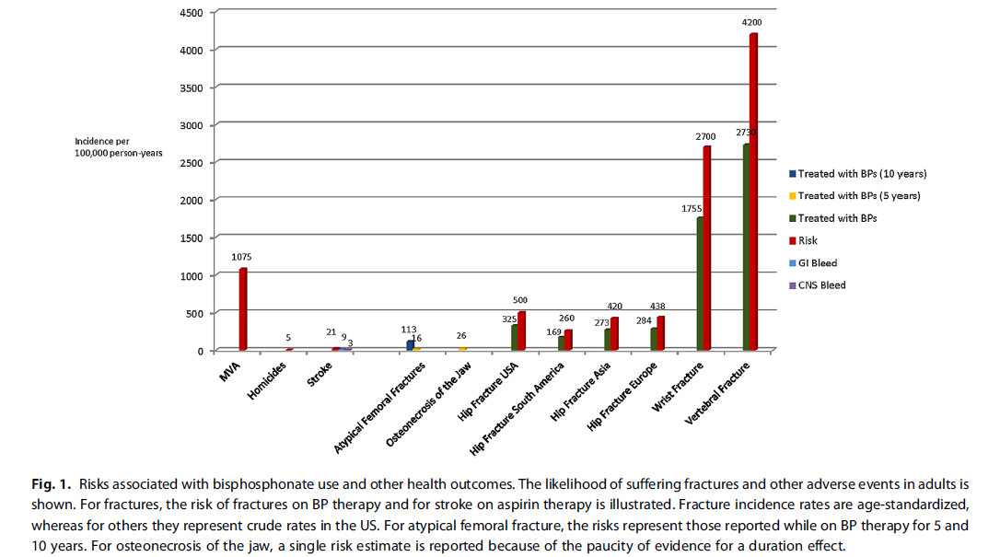 4500
4000
3500
3000
2500
2000
1500
1000
500
0
Incidence per
100,000 person-years
1075
5
21
9
3
113
16
26
325
500
169
260
273
420
284
438
1755
2700
2730
4200
MVA
Homicides
Stroke
Atypical Femoral Fractures
Osteonecrosis of the Jaw
Hip Fracture USA
Hip Fracture South America
Hip Fracture Asia
Hip Fracture Europe
Wrist Fracture
Vertebral Fracture
Treated with BPs (10 years)
Treated with BPs (5 years)
Treated with BPs
Risk
GI Bleed
CNS Bleed
Fig. 1. Risks associated with bisphosphonate use and other health outcomes. The likelihood of suffering fractures and other adverse events in adults is
shown. For fractures, the risk of fractures on BP therapy and for stroke on aspirin therapy is illustrated. Fracture incidence rates are age-standardized,
whereas for others they represent crude rates in the US. For atypical femoral fracture, the risks represent those reported while on BP therapy for 5 and
10 years. For osteonecrosis of the jaw, a single risk estimate is reported because of the paucity of evidence for a duration effect.